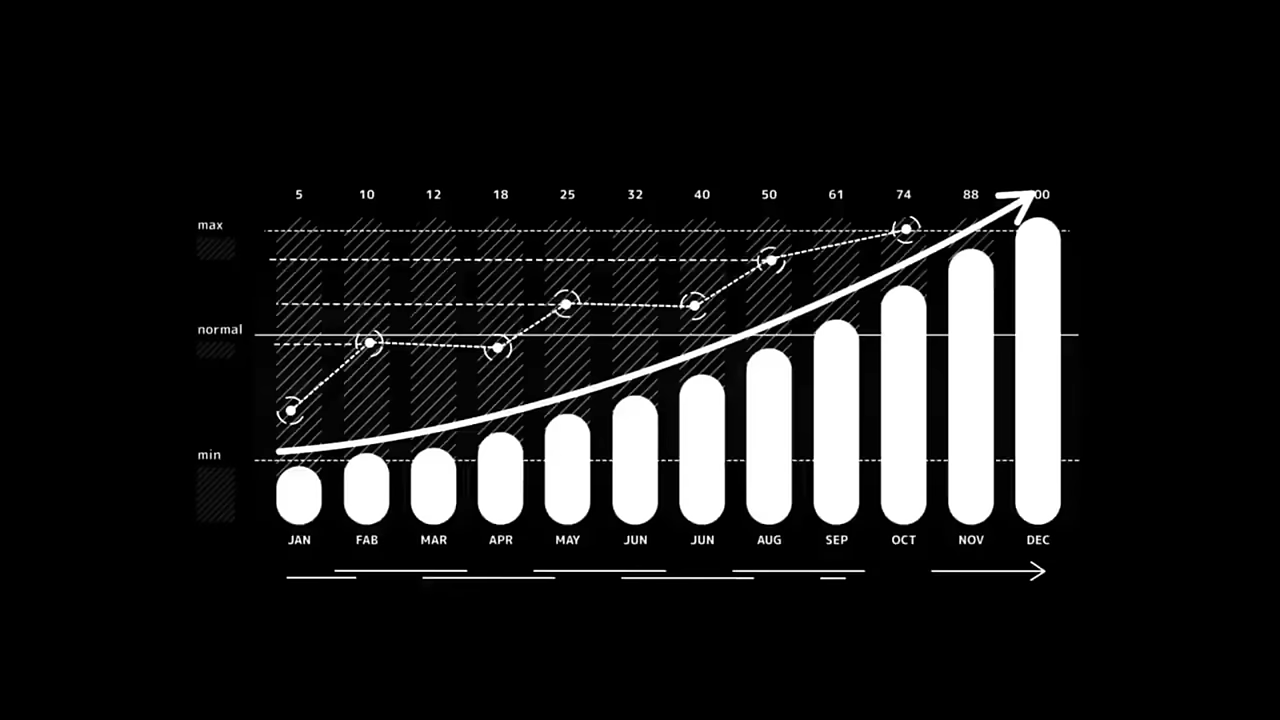 5 10 12 18 25 32 40 50 61 74 88 00
max
normal
min
JAN FAB MAR APR MAY JUN JUN AUG SEP OCT NOV DEC